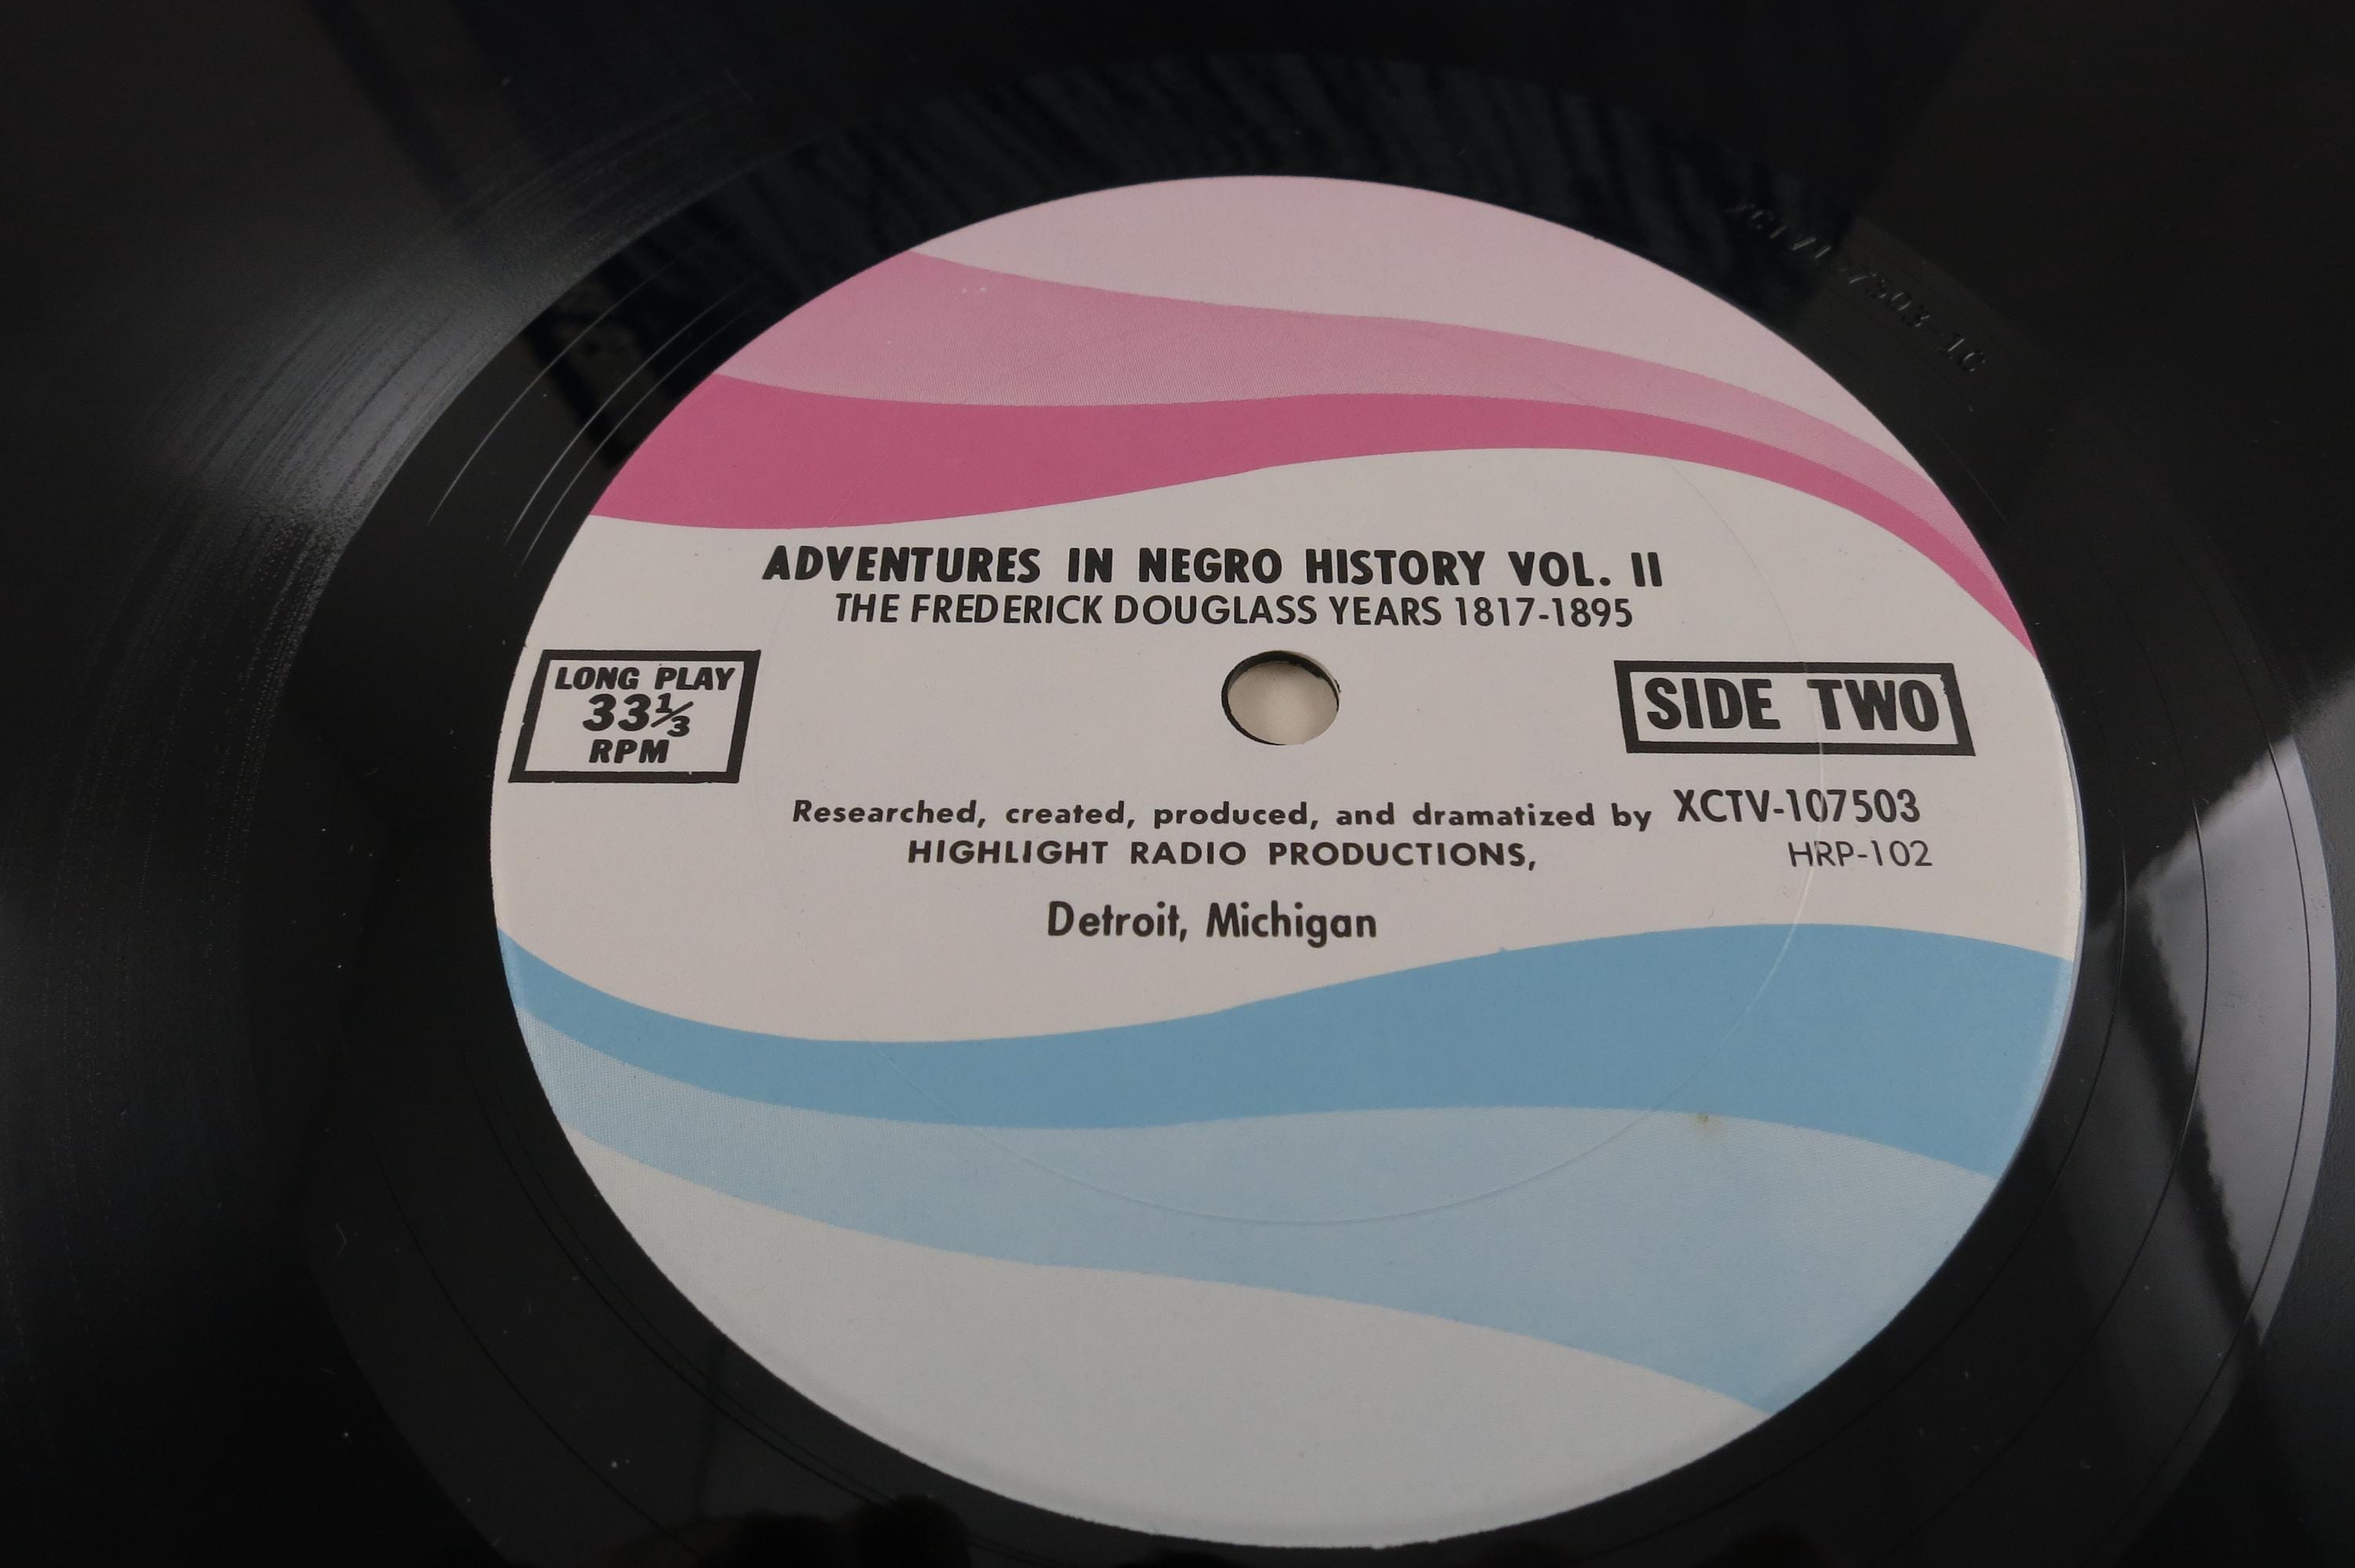 ADVENTURES IN NEGRO HISTORY VOL. II
THE FREDERICK DOUGLASS YEARS 1817-1895
LONG PLAY
33⅓
RPM
SIDE TWO
Researched, created, produced, and dramatized by
HIGHLIGHT RADIO PRODUCTIONS,
Detroit, Michigan
XCTV-107503
HRP-102